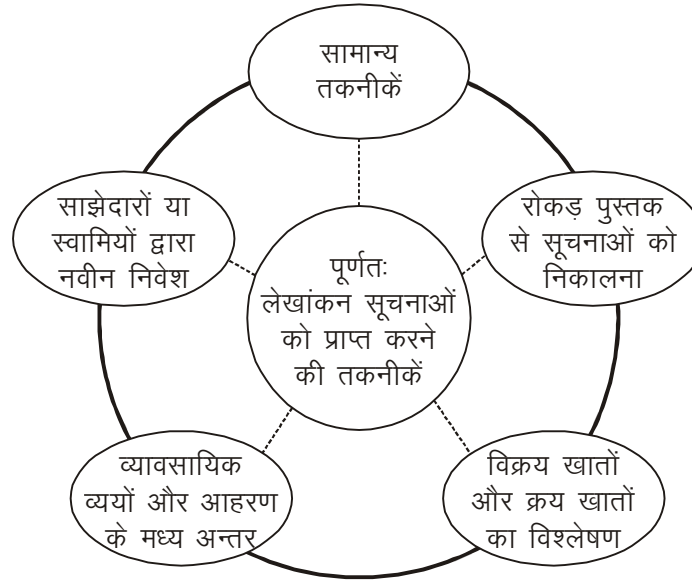 सामान्य
तकनीकें
साझेदारों या
स्वामियों द्वारा
नवीन निवेश
रोकड़ पुस्तक
से सूचनाओं को
निकालना
पूर्णतः
लेखांकन सूचनाओं
को प्राप्त करने
की तकनीकें
व्यावसायिक
व्ययों और आहरण
के मध्य अन्तर
विक्रय खातों
और क्रय खातों
का विश्लेषण